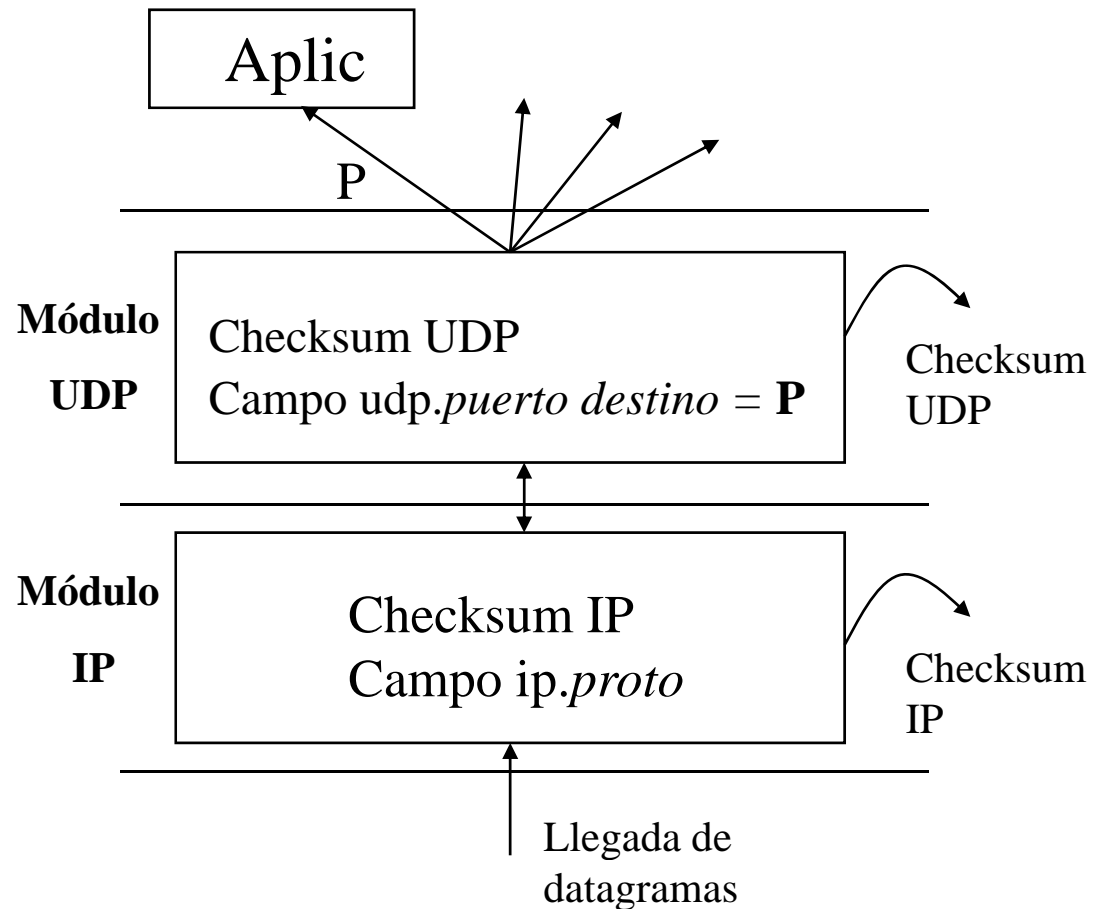 Aplic
P
Módulo
UDP
Checksum UDP
Campo udp.puerto destino = P
Checksum
UDP
Módulo
IP
Checksum IP
Campo ip.proto
Checksum
IP
Llegada de
datagramas